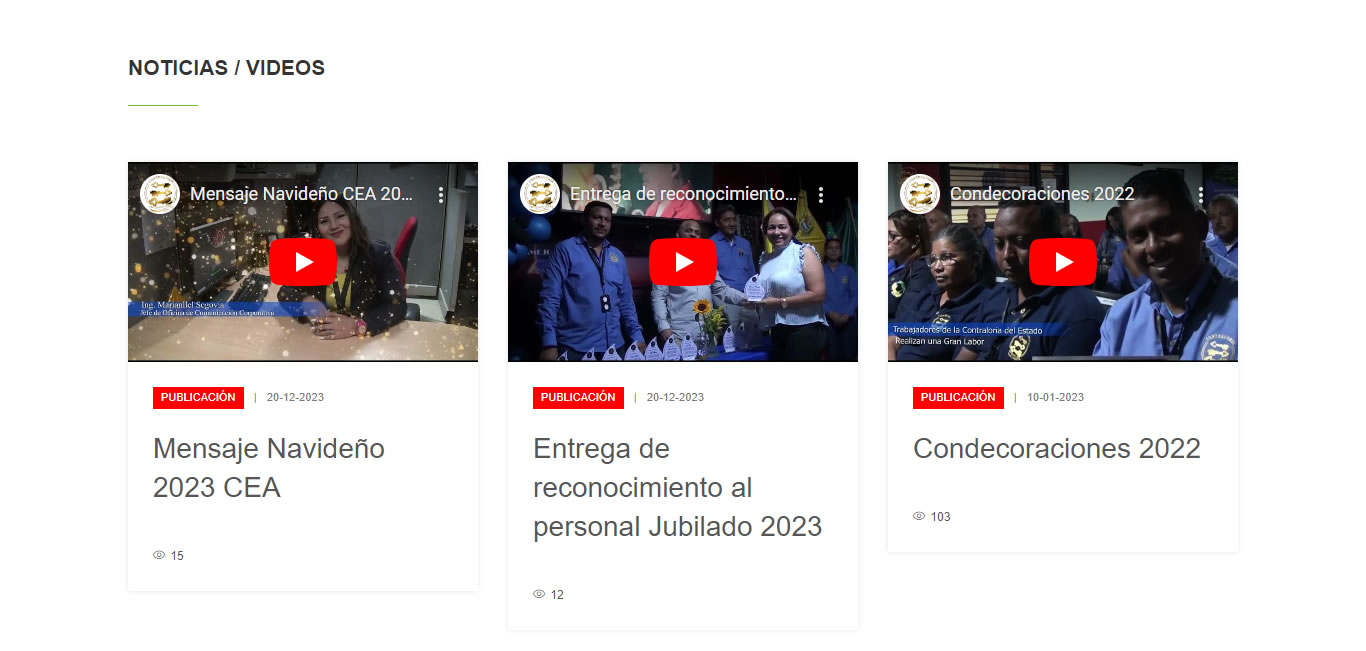 NOTICIAS / VIDEOS
Mensaje Navideño CEA 20...
Ing. Marianllel Segovia
Jefe de Oficina de Comunicación Corporativa
PUBLICACIÓN | 20-12-2023
Mensaje Navideño
2023 CEA
15
Entrega de reconocimiento...
PUBLICACIÓN | 20-12-2023
Entrega de
reconocimiento al
personal Jubilado 2023
12
Condecoraciones 2022
Trabajadores de la Contraloria del Estado
Realizan una Gran Labor
PUBLICACIÓN | 10-01-2023
Condecoraciones 2022
103